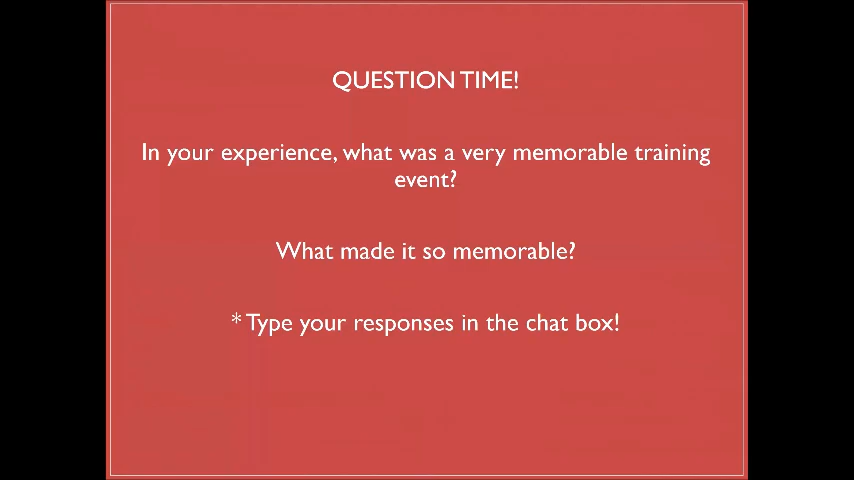 QUESTION TIME!
In your experience, what was a very memorable training
event?
What made it so memorable?
* Type your responses in the chat box!